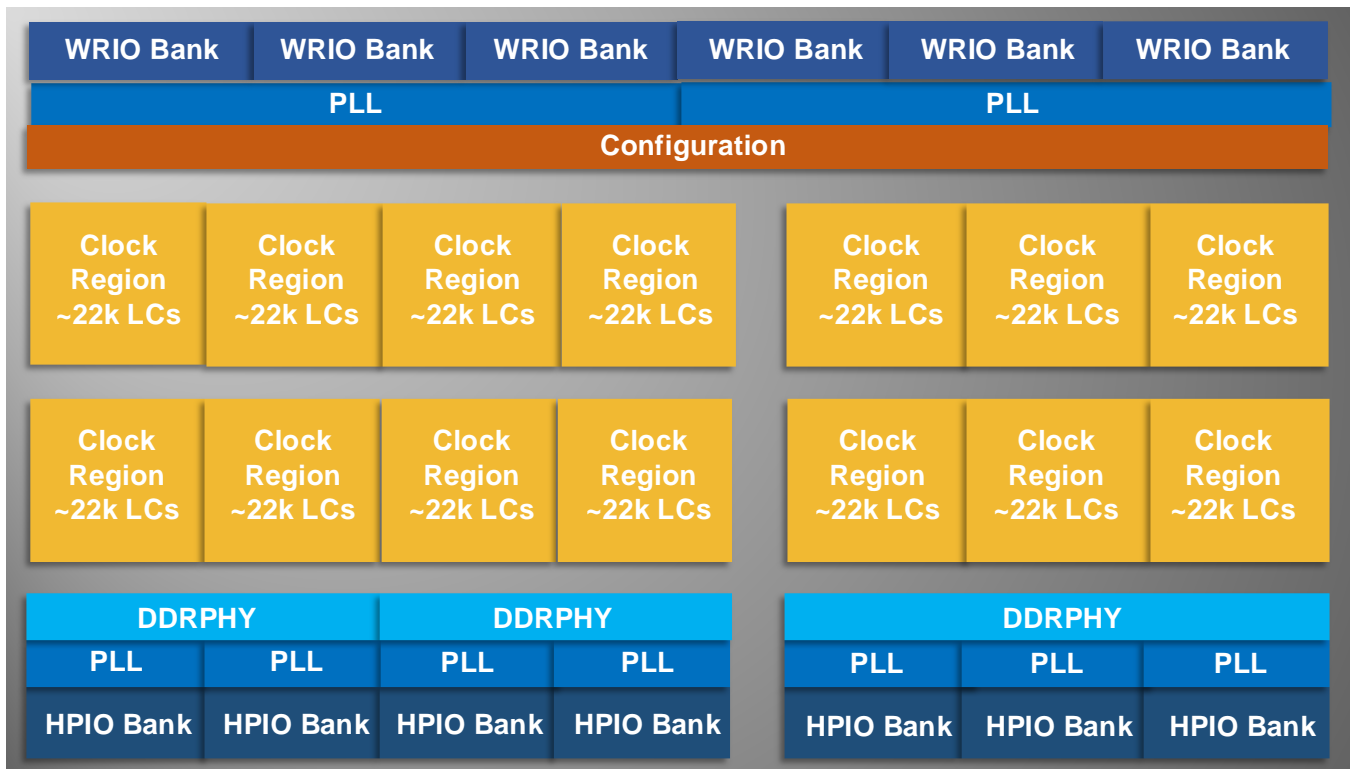 WRIO Bank WRIO Bank WRIO Bank WRIO Bank WRIO Bank WRIO Bank
PLL PLL
Configuration
Clock Clock Clock Clock Clock Clock Clock
Region Region Region Region Region Region Region
~22k LCs ~22k LCs ~22k LCs ~22k LCs ~22k LCs ~22k LCs ~22k LCs
Clock Clock Clock Clock Clock Clock Clock
Region Region Region Region Region Region Region
~22k LCs ~22k LCs ~22k LCs ~22k LCs ~22k LCs ~22k LCs ~22k LCs
DDRPHY DDRPHY DDRPHY
PLL PLL PLL PLL PLL PLL PLL
HPIO Bank HPIO Bank HPIO Bank HPIO Bank HPIO Bank HPIO Bank HPIO Bank